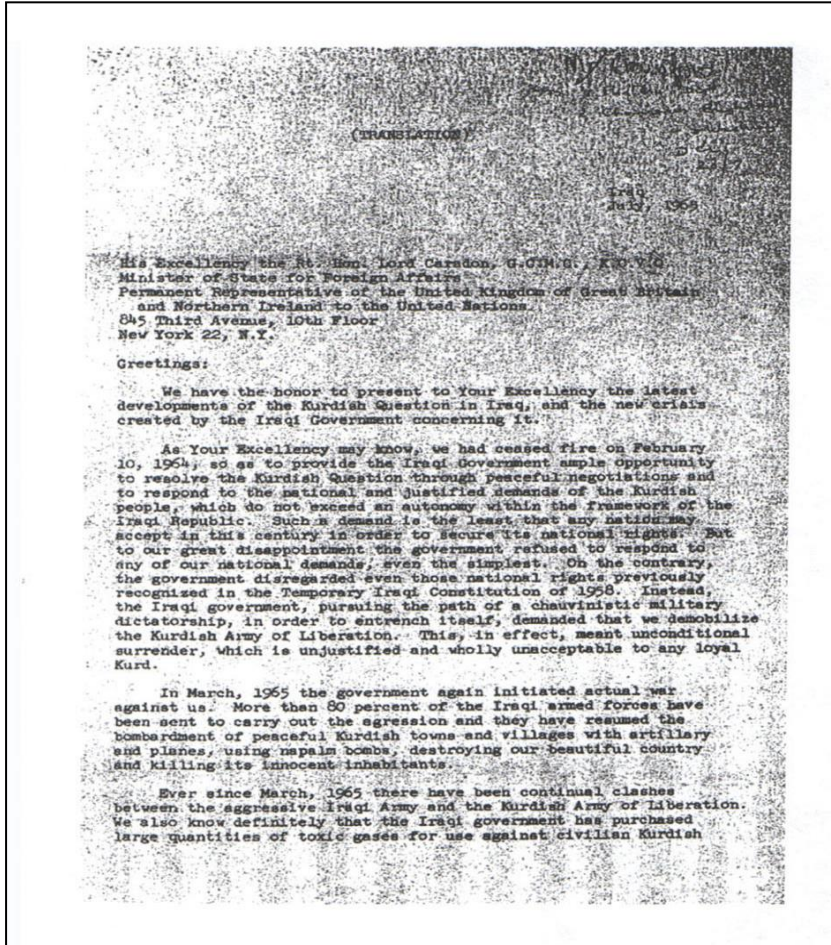 (TRANSLATION)
Iraq
July, 1965
His Excellency the Rt. Hon. Lord Caradon, G.C.M.G., K.C.V.O.
Minister of State for Foreign Affairs
Permanent Representative of the United Kingdom of Great Britain
and Northern Ireland to the United Nations
845 Third Avenue, 10th Floor
New York 22, N.Y.
Greetings:
We have the honor to present to Your Excellency the latest
developments of the Kurdish Question in Iraq, and the new crisis
created by the Iraqi Government concerning it.
As Your Excellency may know, we had ceased fire on February
10, 1964, so as to provide the Iraqi Government ample opportunity
to resolve the Kurdish Question through peaceful negotiations and
to respond to the national and justified demands of the Kurdish
people, which do not exceed an autonomy within the framework of the
Iraqi Republic. Such a demand is the least that any nation may
accept in this century in order to secure its national rights. But
to our great disappointment the government refused to respond to
any of our national demands, even the simplest. On the contrary,
the government disregarded even those national rights previously
recognized in the Temporary Iraqi Constitution of 1958. Instead,
the Iraqi government, pursuing the path of a chauvinistic military
dictatorship, in order to entrench itself, demanded that we demobilize
the Kurdish Army of Liberation. This, in effect, meant unconditional
surrender, which is unjustified and wholly unacceptable to any loyal
Kurd.
In March, 1965 the government again initiated actual war
against us. More than 80 percent of the Iraqi armed forces have
been sent to carry out the agression and they have resumed the
bombardment of peaceful Kurdish towns and villages with artillary
and planes, using napalm bombs, destroying our beautiful country
and killing its innocent inhabitants.
Ever since March, 1965 there have been continual clashes
between the aggressive Iraqi Army and the Kurdish Army of Liberation.
We also know definitely that the Iraqi government has purchased
large quantities of toxic gases for use against civilian Kurdish